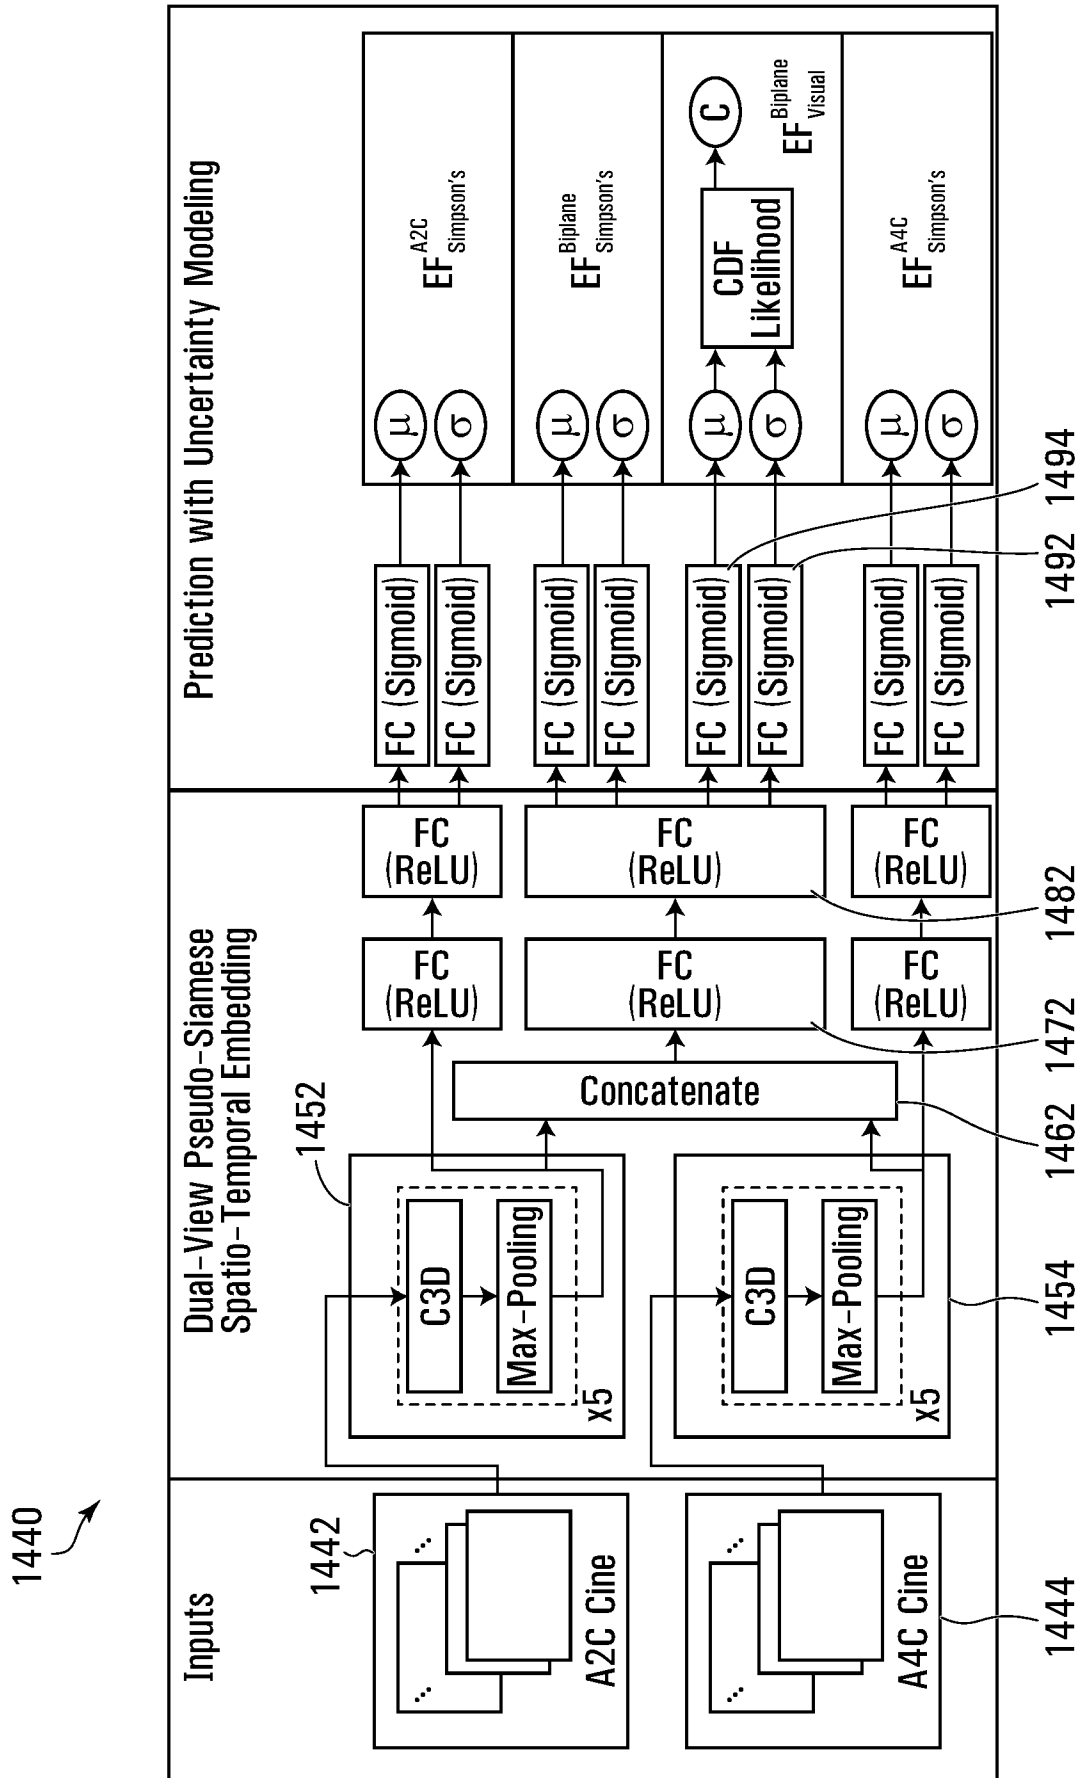 1440
Inputs
1442
A2C Cine
...
...
A4C Cine
...
...
1444
Dual-View Pseudo-Siamese
Spatio-Temporal Embedding
1452
C3D
Max-Pooling
x5
C3D
Max-Pooling
x5
1454
Concatenate
1462
FC
(ReLU)
FC
(ReLU)
FC
(ReLU)
1472
FC
(ReLU)
FC
(ReLU)
FC
(ReLU)
1482
Prediction with Uncertainty Modeling
FC (Sigmoid)
FC (Sigmoid)
FC (Sigmoid)
FC (Sigmoid)
FC (Sigmoid)
FC (Sigmoid)
FC (Sigmoid)
FC (Sigmoid)
1492
1494
μ
σ
EF A2C Simpson's
μ
σ
EF Biplane Simpson's
μ
σ
CDF
Likelihood
C
EF Biplane Visual
μ
σ
EF A4C Simpson's